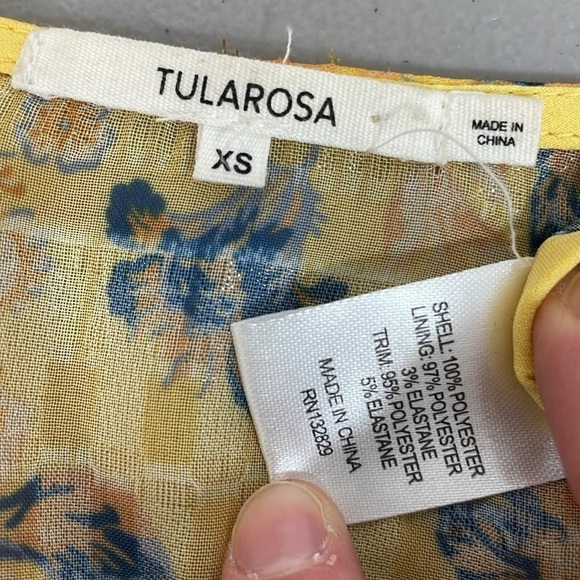 TULAROSA
MADE IN
CHINA
XS
SHELL: 100% POLYESTER
LINING: 97% POLYESTER
3% ELASTANE
TRIM: 95% POLYESTER
5% ELASTANE
MADE IN CHINA
RN132829